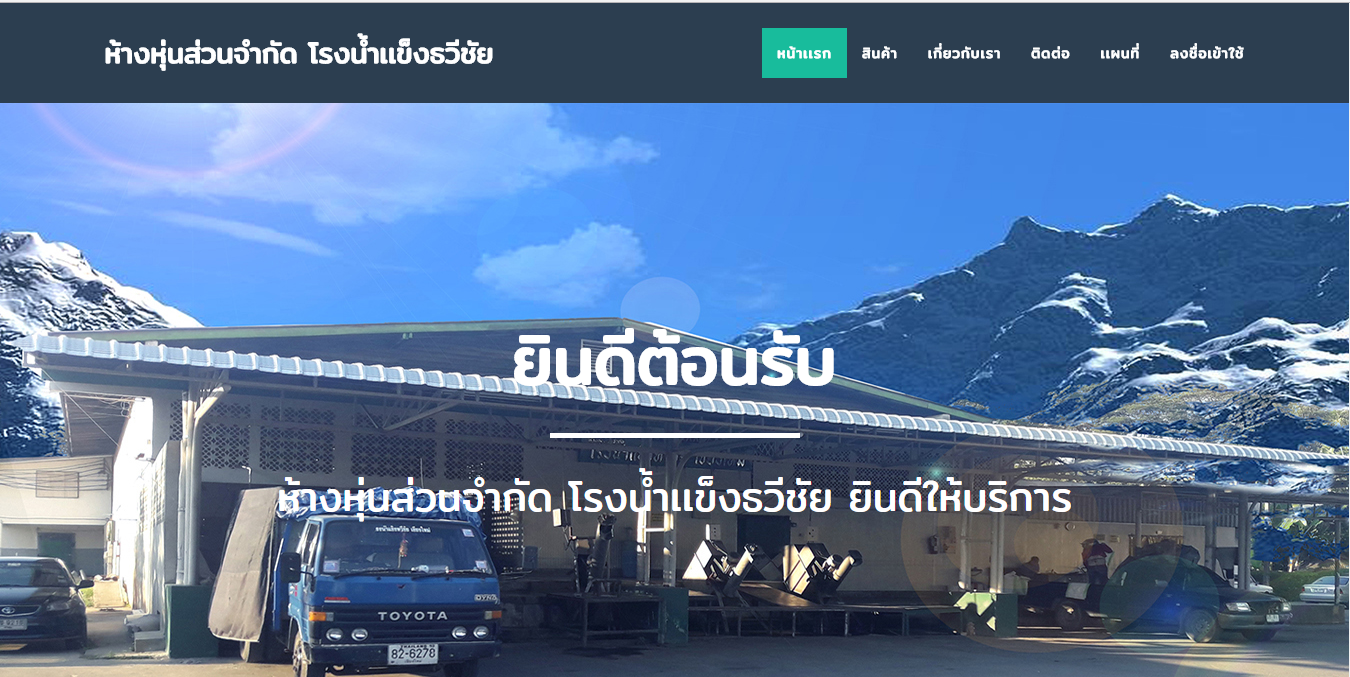 ห้างหุ่นส่วนจำกัด โรงน้ำแข็งธวีชัย
หน้าแรก สินค้า เกี่ยวกับเรา ติดต่อ แผนที่ ลงชื่อเข้าใช้
ยินดีต้อนรับ
ห้างหุ่นส่วนจำกัด โรงน้ำแข็งธวีชัย ยินดีให้บริการ
DYNA
TOYOTA
82-6278